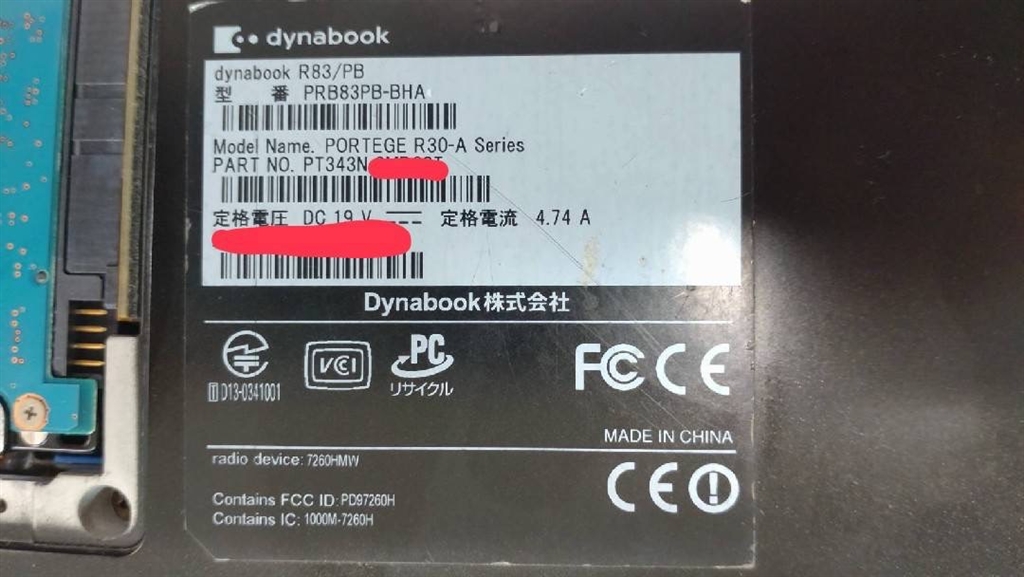 dynabook
dynabook R83/PB
型 番 PRB83PB-BHA
Model Name. PORTEGE R30-A Series
PART NO. PT343N
定格電圧 DC 19 V 定格電流 4.74 A
Dynabook株式会社
VCI
PC
リサイクル
FC CE
D13-0341001
MADE IN CHINA
radio device: 7260HMW
CE
Contains FCC ID: PD97260H
Contains IC: 1000M-7260H